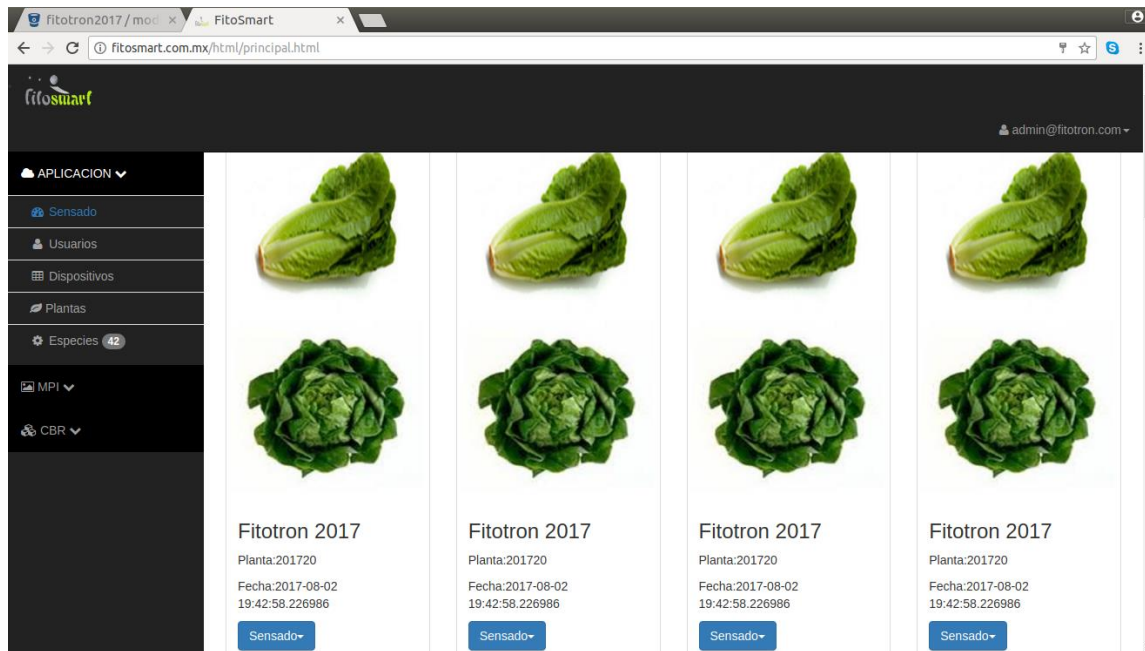 fitotron2017 / mod
FitoSmart
fitosmart.com.mx/html/principal.html
fitosmart
admin@fitotron.com
APLICACION
Sensado
Usuarios
Dispositivos
Plantas
Especies 42
MPI
CBR
Fitotron 2017 Fitotron 2017 Fitotron 2017 Fitotron 2017
Planta:201720 Planta:201720 Planta:201720 Planta:201720
Fecha:2017-08-02 Fecha:2017-08-02 Fecha:2017-08-02 Fecha:2017-08-02
19:42:58.226986 19:42:58.226986 19:42:58.226986 19:42:58.226986
Sensado Sensado Sensado Sensado